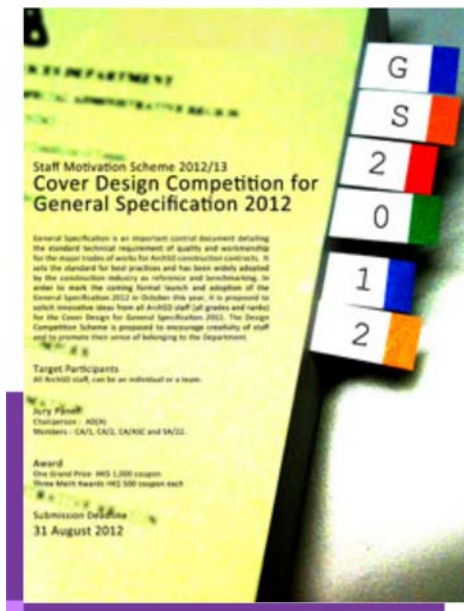 G
S
2
0
1
2
DEPARTMENT
Staff Motivation Scheme 2012/13
Cover Design Competition for
General Specification 2012
General Specification is an important control document detailing
the standard technical requirement of quality and workmanship
for the major trades of works for ArchSD construction contracts. It
sets the standard for best practices and has been widely adopted
by the construction industry as reference and benchmarking. In
order to mark the coming formal launch and adoption of the
General Specification 2012 in October this year, it is proposed to
solicit innovative ideas from all ArchSD staff (all grades and ranks)
for the Cover Design for General Specification 2012. The Design
Competition Scheme is proposed to encourage creativity of staff
and to promote their sense of belonging to the Department.
Target Participants
All ArchSD staff, can be an individual or a team.
Jury Panel
Chairperson :
Members : CA/1, CA/2, CA/ASC and SA/22.
Award
One Grand Prize HK$ 1,000 coupon
Three Merit Awards HK$ 500 coupon each
Submission Deadline
31 August 2012